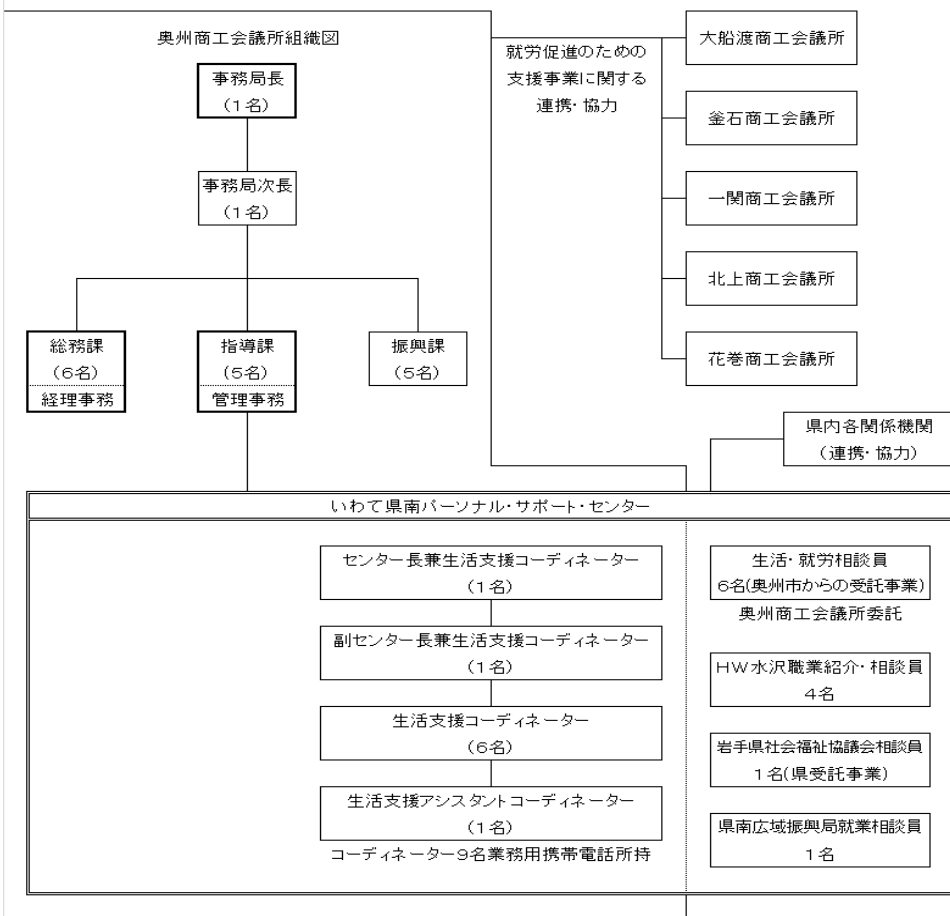 奥州商工会議所組織図
事務局長
(1名)
事務局次長
(1名)
総務課
(6名)
経理事務
指導課
(5名)
管理事務
振興課
(5名)
就労促進のための
支援事業に関する
連携・協力
大船渡商工会議所
釜石商工会議所
一関商工会議所
北上商工会議所
花巻商工会議所
県内各関係機関
(連携・協力)
いわて県南パーソナル・サポート・センター
センター長兼生活支援コーディネーター
(1名)
副センター長兼生活支援コーディネーター
(1名)
生活支援コーディネーター
(6名)
生活支援アシスタントコーディネーター
(1名)
コーディネーター9名業務用携帯電話所持
生活・就労相談員
6名(奥州市からの受託事業)
奥州商工会議所委託
HW水沢職業紹介・相談員
4名
岩手県社会福祉協議会相談員
1名(県受託事業)
県南広域振興局就業相談員
1名